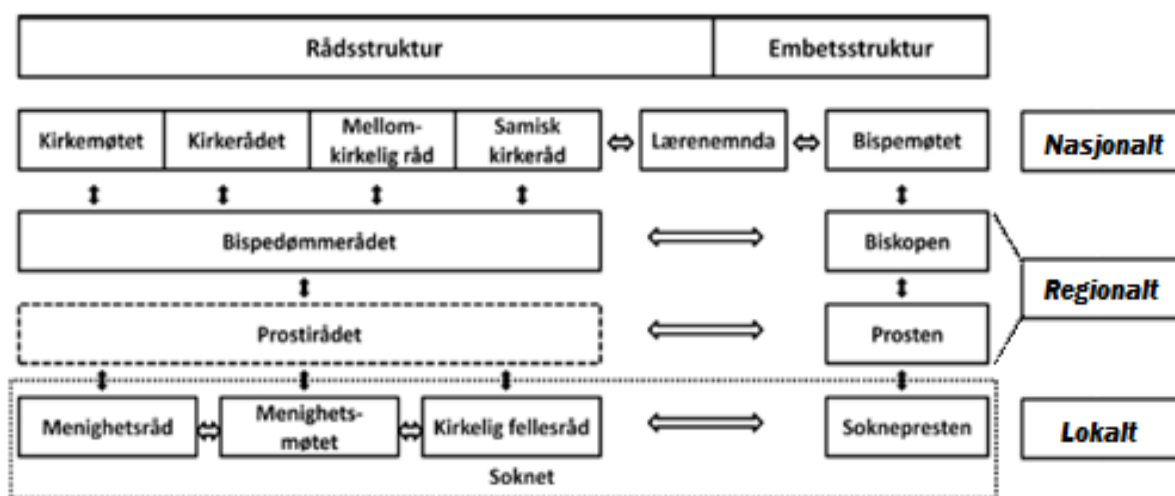 Rådsstruktur
Embetsstruktur
Kirkemøtet
Kirkerådet
Mellom-
kirkelig råd
Samisk
kirkeråd
Lærenemnda
Bispemøtet
Nasjonalt
Bispedømmerådet
Biskopen
Regionalt
Prostirådet
Prosten
Menighetsråd
Menighets-
møtet
Kirkelig fellesråd
Soknepresten
Lokalt
Soknet